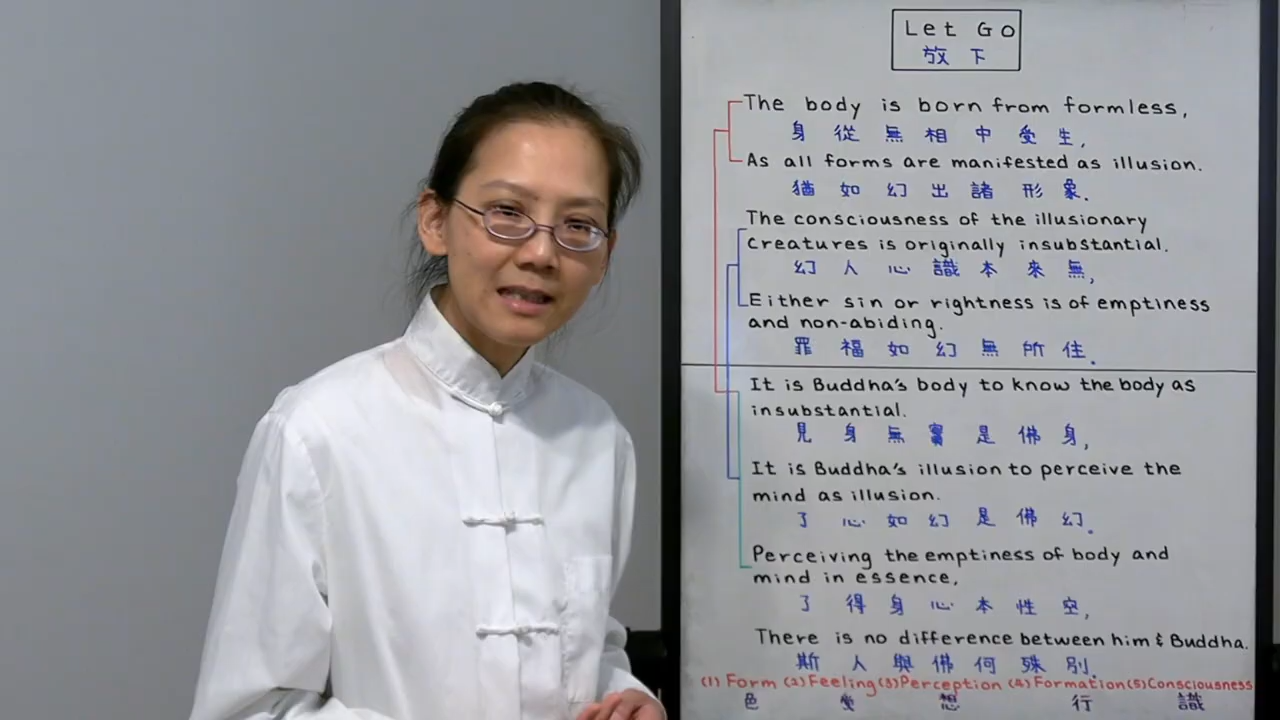 Let Go
放下
The body is born from formless,
身從無相中受生,
As all forms are manifested as illusion.
猶如幻出諸形象.
The consciousness of the illusionary
creatures is originally insubstantial.
幻人心識本來無,
Either sin or rightness is of emptiness
and non-abiding.
罪福如幻無所住.
It is Buddha's body to know the body as
insubstantial.
見身無實是佛身,
It is Buddha's illusion to perceive the
mind as illusion.
了心如幻是佛幻.
Perceiving the emptiness of body and
mind in essence,
了得身心本性空,
There is no difference between him & Buddha.
斯人與佛何殊別.
(1) Form (2) Feeling (3) Perception (4) Formation (5) Consciousness
色 受 想 行 識